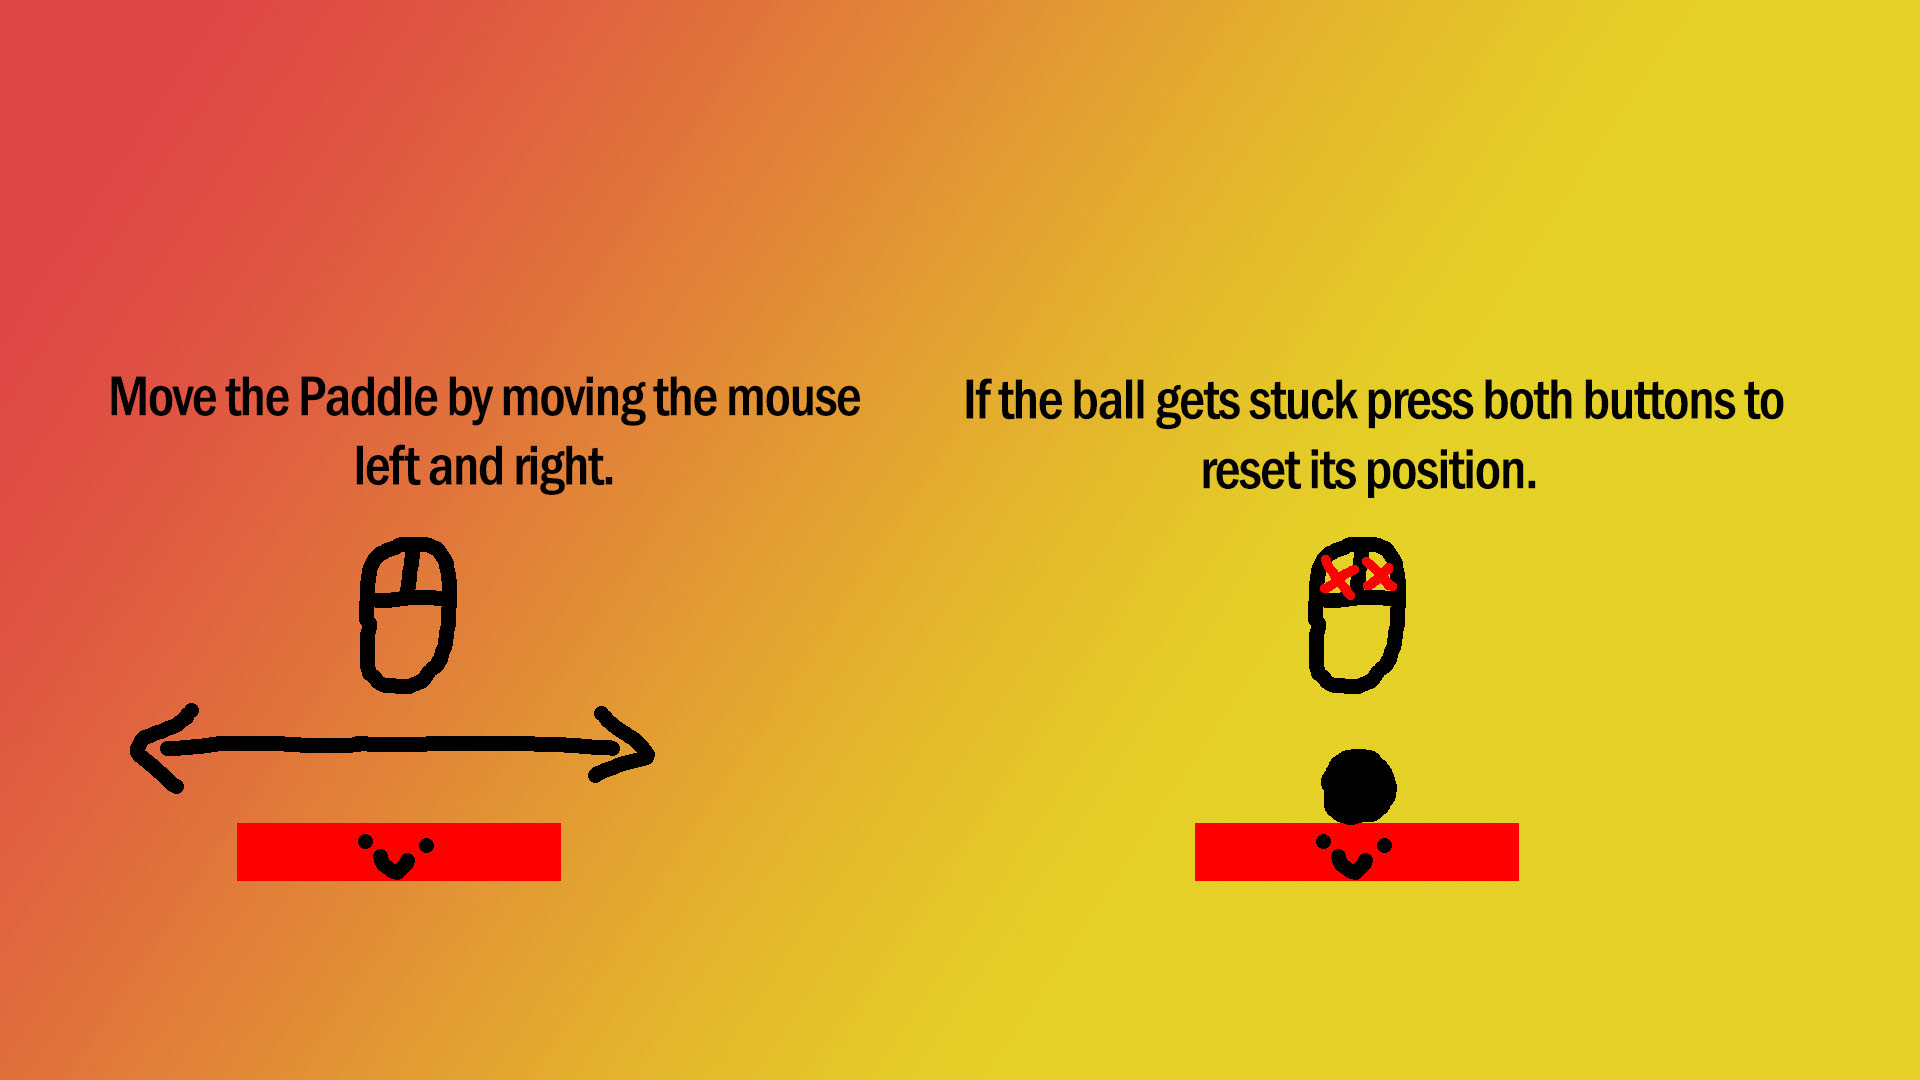 Move the Paddle by moving the mouse
left and right.
If the ball gets stuck press both buttons to
reset its position.